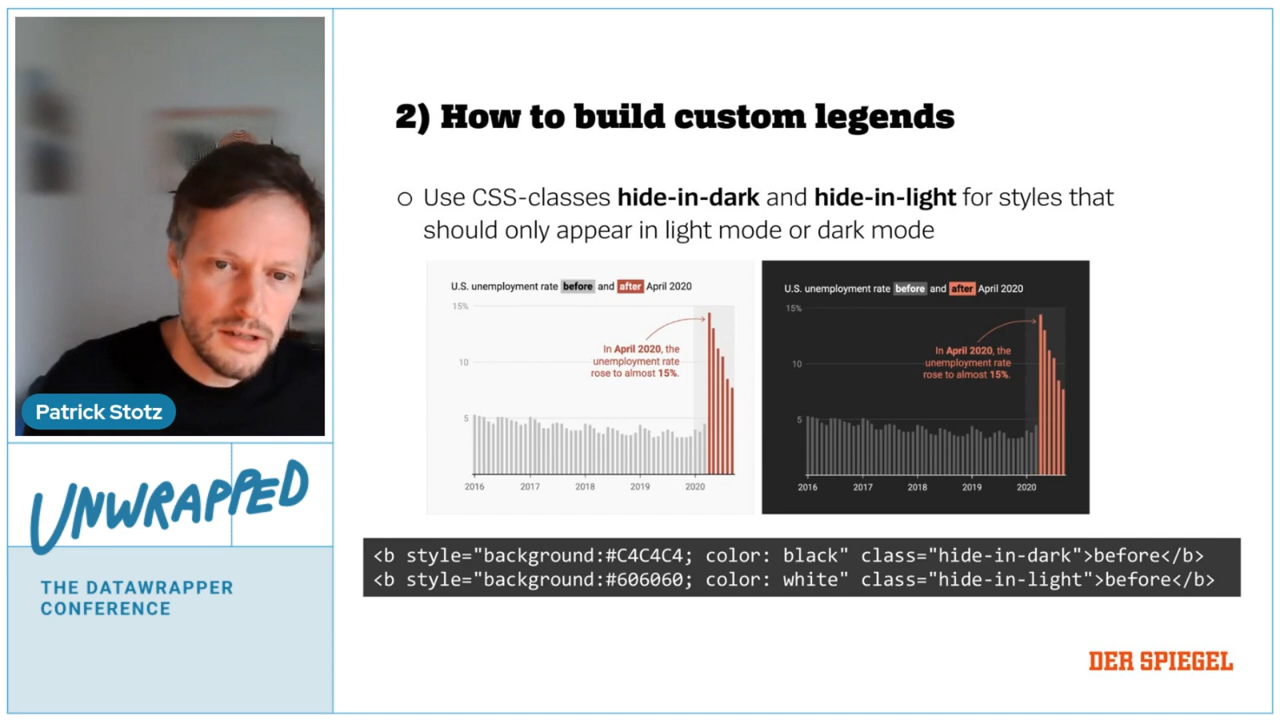 Patrick Stotz
UNWRAPPED
THE DATAWRAPPER
CONFERENCE
2) How to build custom legends
Use CSS-classes hide-in-dark and hide-in-light for styles that
should only appear in light mode or dark mode
U.S. unemployment rate before and after April 2020
15%
In April 2020, the
unemployment rate
rose to almost 15%.
10
5
2016 2017 2018 2019 2020
U.S. unemployment rate before and after April 2020
15%
In April 2020, the
unemployment rate
rose to almost 15%.
10
5
2016 2017 2018 2019 2020
<b style="background:#C4C4C4; color: black" class="hide-in-dark">before</b>
<b style="background:#606060; color: white" class="hide-in-light">before</b>
DER SPIEGEL